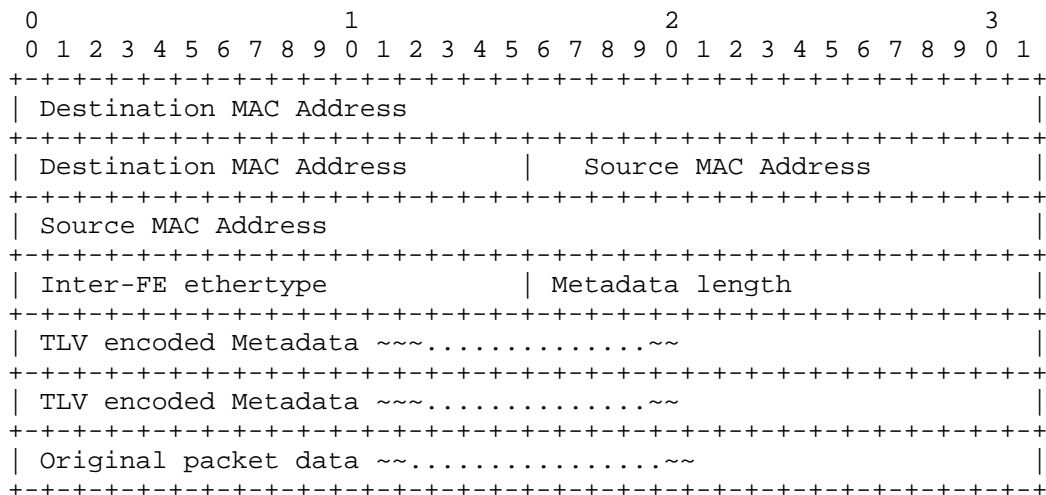 0                   1                   2                   3
 0 1 2 3 4 5 6 7 8 9 0 1 2 3 4 5 6 7 8 9 0 1 2 3 4 5 6 7 8 9 0 1
+-+-+-+-+-+-+-+-+-+-+-+-+-+-+-+-+-+-+-+-+-+-+-+-+-+-+-+-+-+-+-+-+
| Destination MAC Address                                       |
+-+-+-+-+-+-+-+-+-+-+-+-+-+-+-+-+-+-+-+-+-+-+-+-+-+-+-+-+-+-+-+-+
| Destination MAC Address       |   Source MAC Address          |
+-+-+-+-+-+-+-+-+-+-+-+-+-+-+-+-+-+-+-+-+-+-+-+-+-+-+-+-+-+-+-+-+
| Source MAC Address                                            |
+-+-+-+-+-+-+-+-+-+-+-+-+-+-+-+-+-+-+-+-+-+-+-+-+-+-+-+-+-+-+-+-+
| Inter-FE ethertype            | Metadata length               |
+-+-+-+-+-+-+-+-+-+-+-+-+-+-+-+-+-+-+-+-+-+-+-+-+-+-+-+-+-+-+-+-+
| TLV encoded Metadata ~~~..............~~                      |
+-+-+-+-+-+-+-+-+-+-+-+-+-+-+-+-+-+-+-+-+-+-+-+-+-+-+-+-+-+-+-+-+
| TLV encoded Metadata ~~~..............~~                      |
+-+-+-+-+-+-+-+-+-+-+-+-+-+-+-+-+-+-+-+-+-+-+-+-+-+-+-+-+-+-+-+-+
| Original packet data ~~................~~                     |
+-+-+-+-+-+-+-+-+-+-+-+-+-+-+-+-+-+-+-+-+-+-+-+-+-+-+-+-+-+-+-+-+